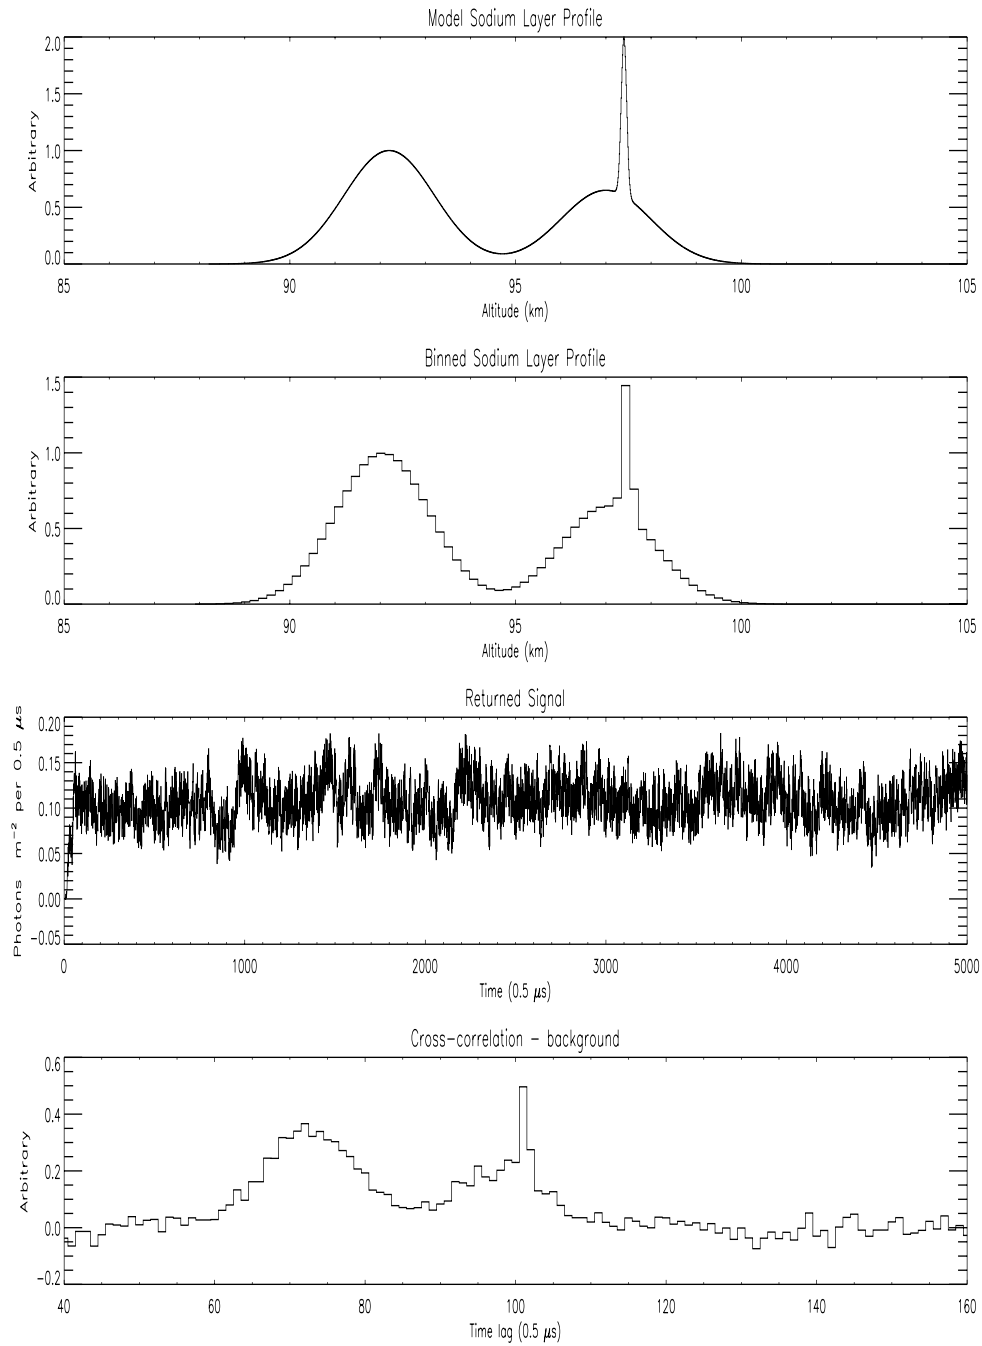 Model Sodium Layer Profile
Arbitrary
2.0
1.5
1.0
0.5
0.0
85 90 95 100 105
Altitude (km)
Binned Sodium Layer Profile
Arbitrary
1.5
1.0
0.5
0.0
85 90 95 100 105
Altitude (km)
Returned Signal
Photons m⁻² per 0.5 μs
0.20
0.15
0.10
0.05
0.00
−0.05
0 1000 2000 3000 4000 5000
Time (0.5 μs)
Cross−correlation − background
Arbitrary
0.6
0.4
0.2
0.0
−0.2
40 60 80 100 120 140 160
Time lag (0.5 μs)